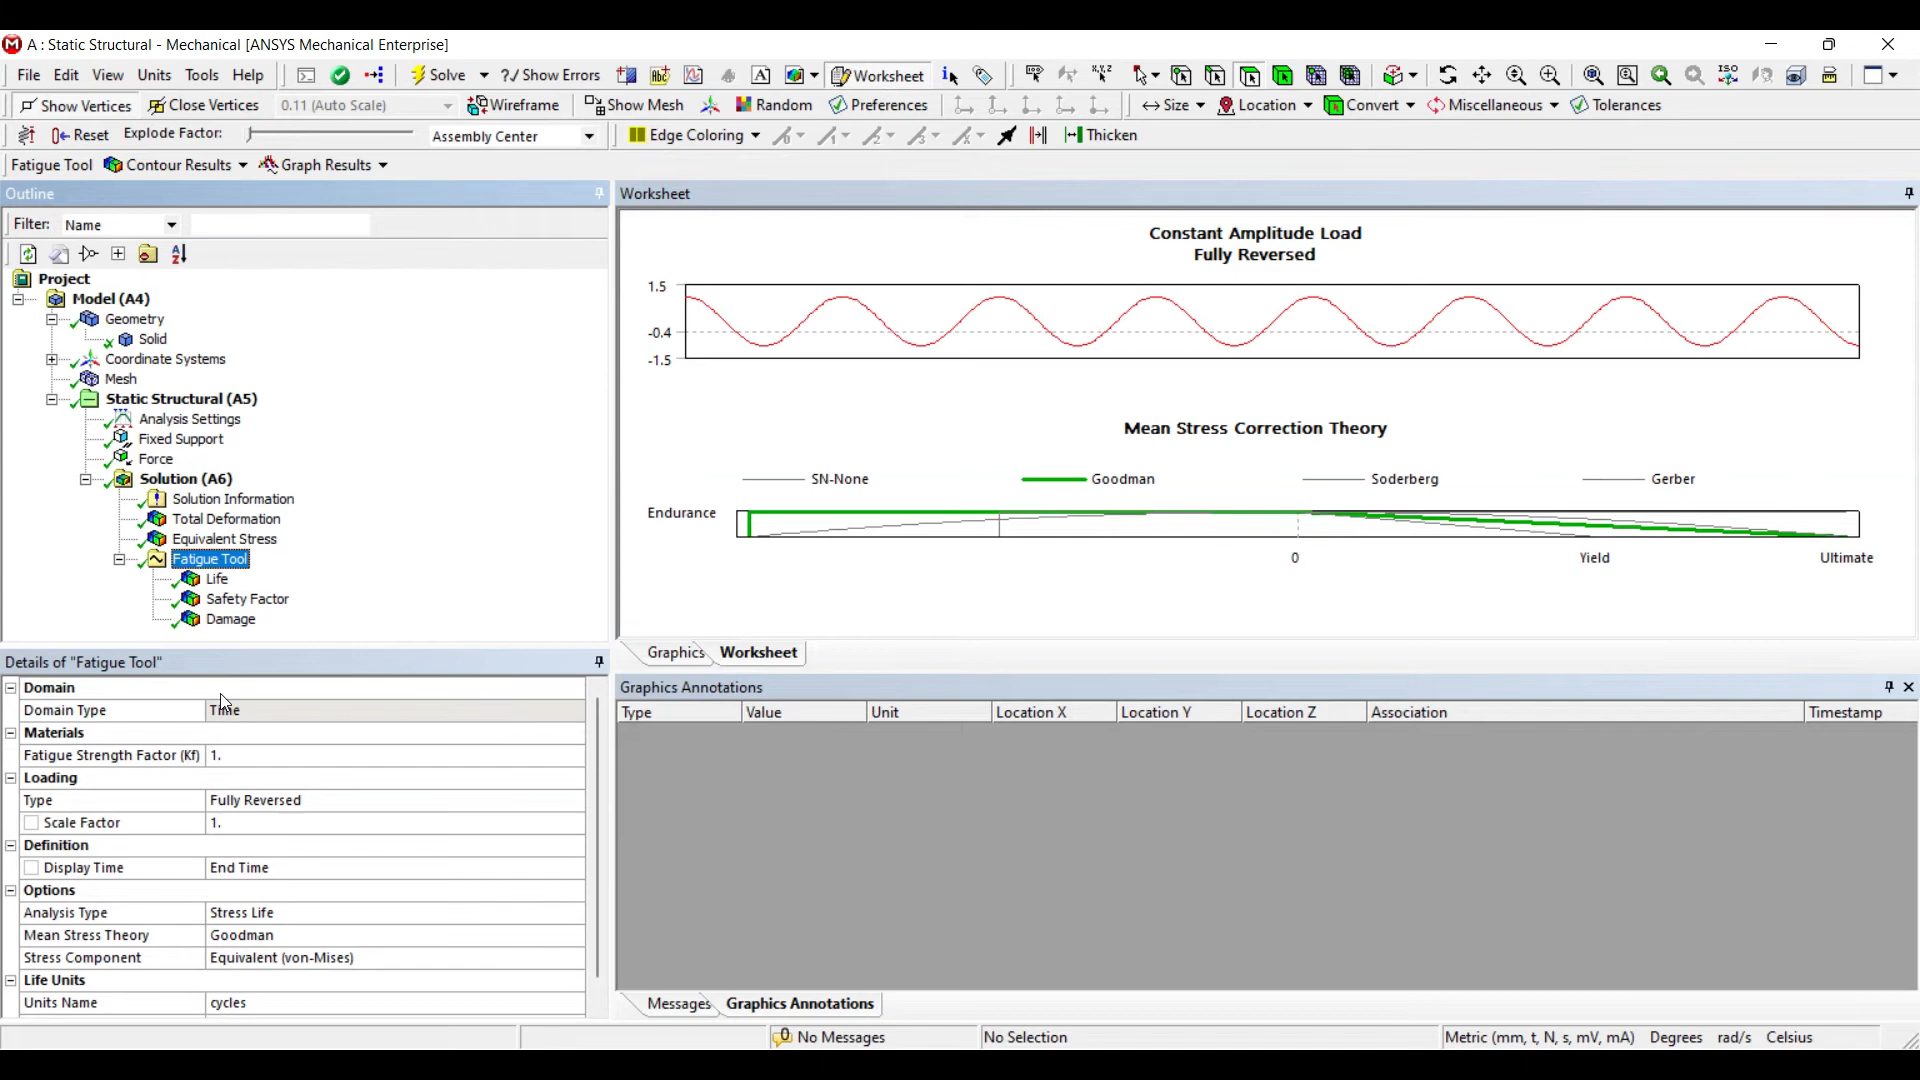 A : Static Structural - Mechanical [ANSYS Mechanical Enterprise]
File Edit View Units Tools Help Solve ?/ Show Errors Worksheet
Show Vertices Close Vertices 0.11 (Auto Scale) Wireframe Show Mesh Random Preferences Size Location Convert Miscellaneous Tolerances
Reset Explode Factor: Assembly Center Edge Coloring Thicken
Fatigue Tool Contour Results Graph Results
Outline
Filter: Name
Project
Model (A4)
Geometry
Solid
Coordinate Systems
Mesh
Static Structural (A5)
Analysis Settings
Fixed Support
Force
Solution (A6)
Solution Information
Total Deformation
Equivalent Stress
Fatigue Tool
Life
Safety Factor
Damage
Details of "Fatigue Tool"
Domain
Domain Type Time
Materials
Fatigue Strength Factor (Kf) 1.
Loading
Type Fully Reversed
Scale Factor 1.
Definition
Display Time End Time
Options
Analysis Type Stress Life
Mean Stress Theory Goodman
Stress Component Equivalent (von-Mises)
Life Units
Units Name cycles
Worksheet
Constant Amplitude Load
Fully Reversed
1.5
-0.4
-1.5
Mean Stress Correction Theory
SN-None Goodman Soderberg Gerber
Endurance
0 Yield Ultimate
Graphics Worksheet
Graphics Annotations
Type Value Unit Location X Location Y Location Z Association Timestamp
Messages Graphics Annotations
No Messages No Selection Metric (mm, t, N, s, mV, mA) Degrees rad/s Celsius